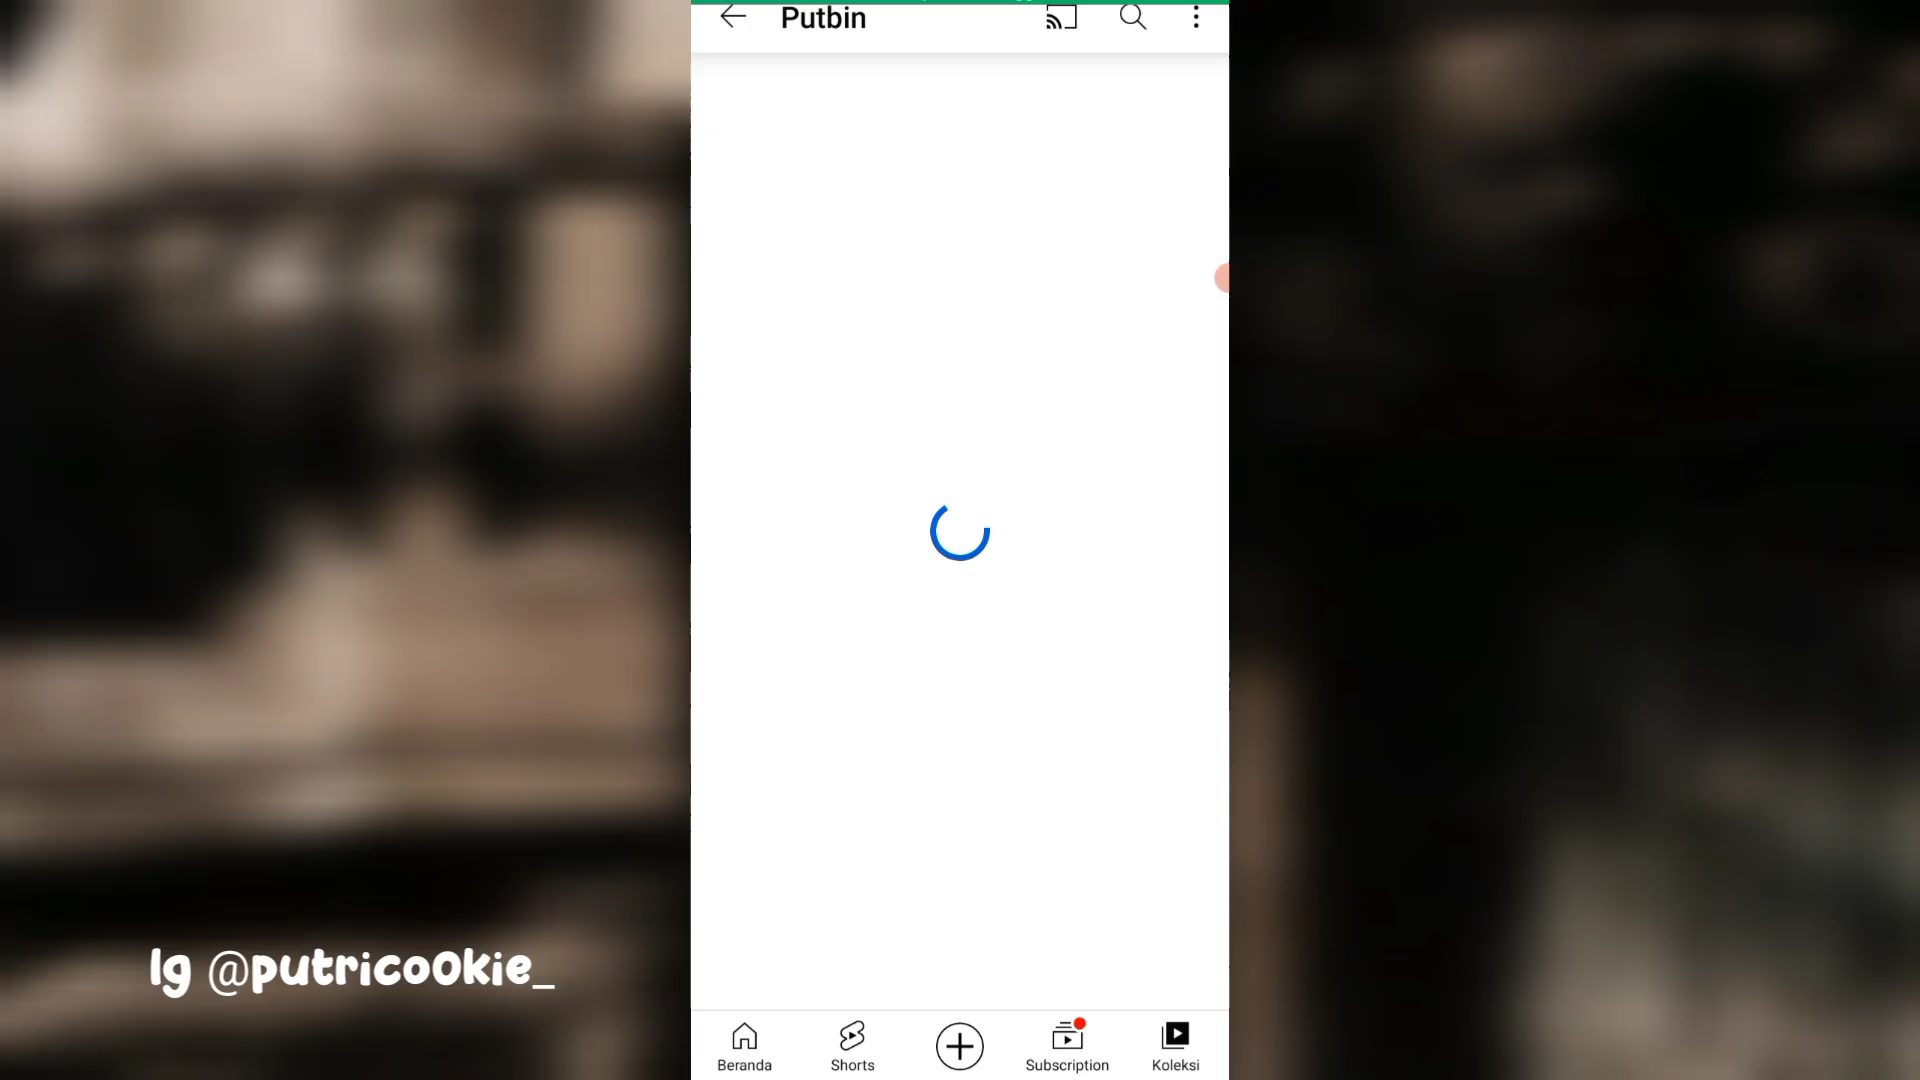 Putbin
Ig @putricookie_
Beranda
Shorts
Subscription
Koleksi